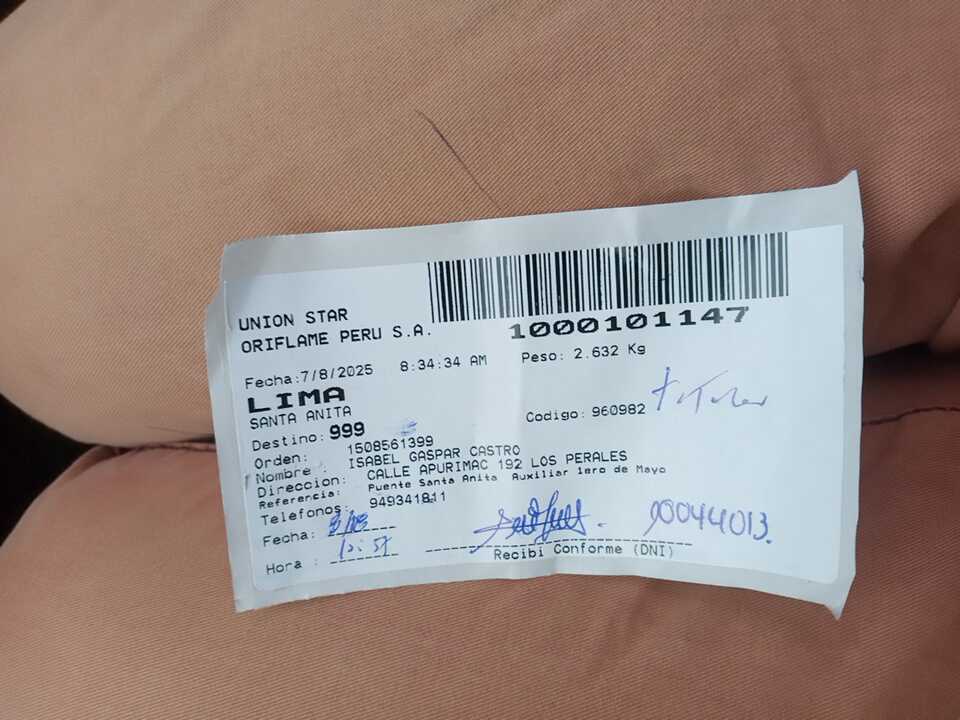 UNION STAR
ORIFLAME PERU S.A.
1000101147
Fecha:7/8/2025 8:34:34 AM Peso: 2.632 Kg
LIMA
SANTA ANITA
Codigo: 960982
Destino: 999
Orden: 1508561399
Nombre : ISABEL GASPAR CASTRO
Direccion: CALLE APURIMAC 192 LOS PERALES
Referencia: Puente Santa Anita Auxiliar 1ero de Mayo
Telefonos: 949341811
Fecha:
Hora :
Recibi Conforme (DNI)